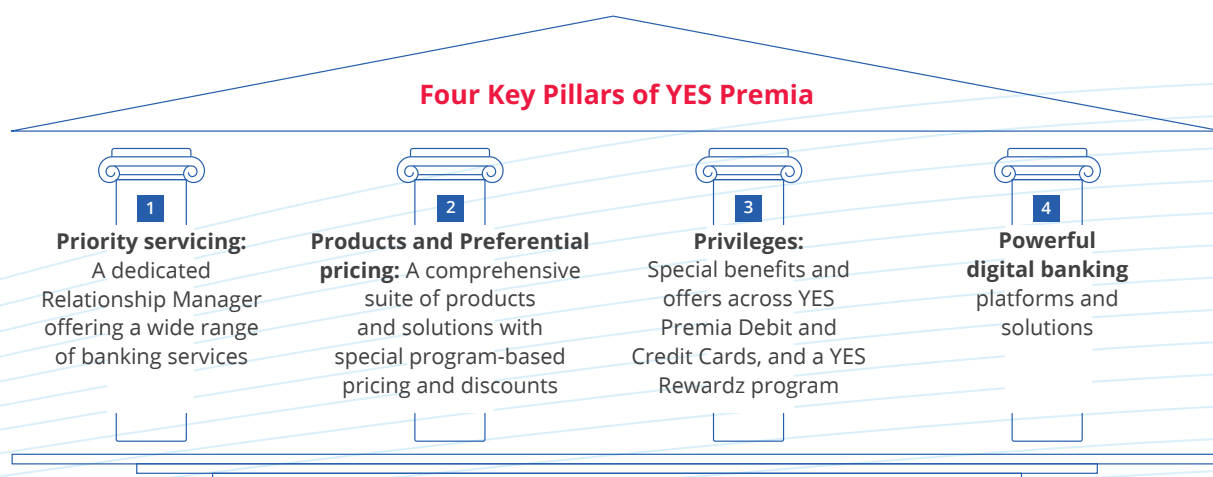 Four Key Pillars of YES Premia
1
Priority servicing:
A dedicated
Relationship Manager
offering a wide range
of banking services
2
Products and Preferential
pricing: A comprehensive
suite of products
and solutions with
special program-based
pricing and discounts
3
Privileges:
Special benefits and
offers across YES
Premia Debit and
Credit Cards, and a YES
Rewardz program
4
Powerful
digital banking
platforms and
solutions